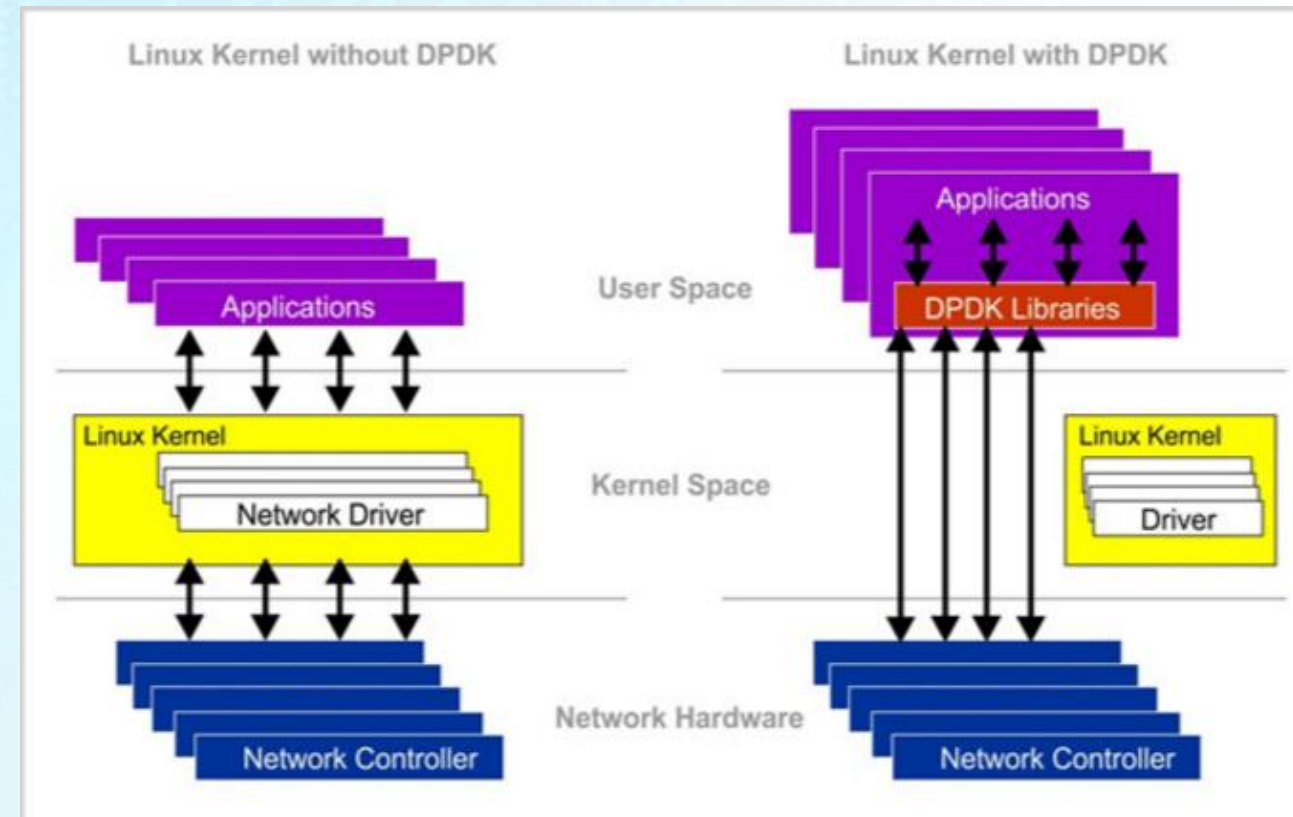 Linux Kernel without DPDK
Linux Kernel with DPDK
Applications
User Space
Applications
DPDK Libraries
Linux Kernel
Network Driver
Kernel Space
Linux Kernel
Driver
Network Controller
Network Hardware
Network Controller